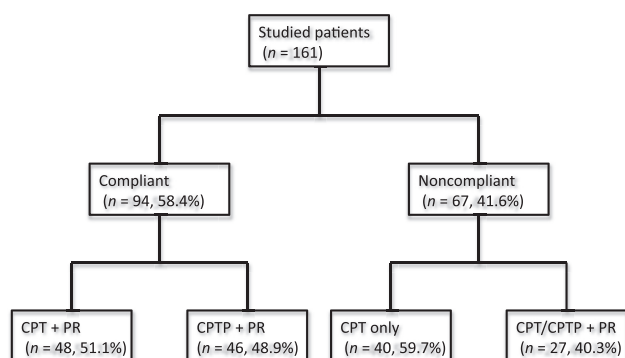 Studied patients
(n = 161)
Compliant
(n = 94, 58.4%)
Noncompliant
(n = 67, 41.6%)
CPT + PR
(n = 48, 51.1%)
CPTP + PR
(n = 46, 48.9%)
CPT only
(n = 40, 59.7%)
CPT/CPTP + PR
(n = 27, 40.3%)